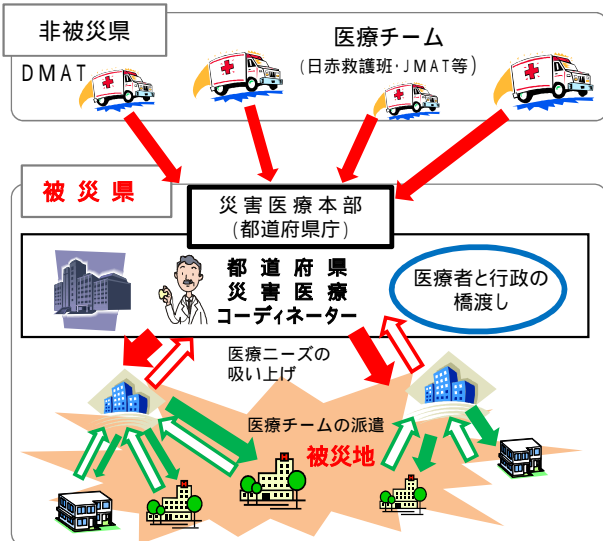 非被災県
医療チーム
DMAT
(日赤救護班・JMAT等)
被災県
災害医療本部
(都道府県庁)
都道府県
災害医療
コーディネーター
医療者と行政の
橋渡し
医療ニーズの
吸い上げ
医療チームの派遣
被災地